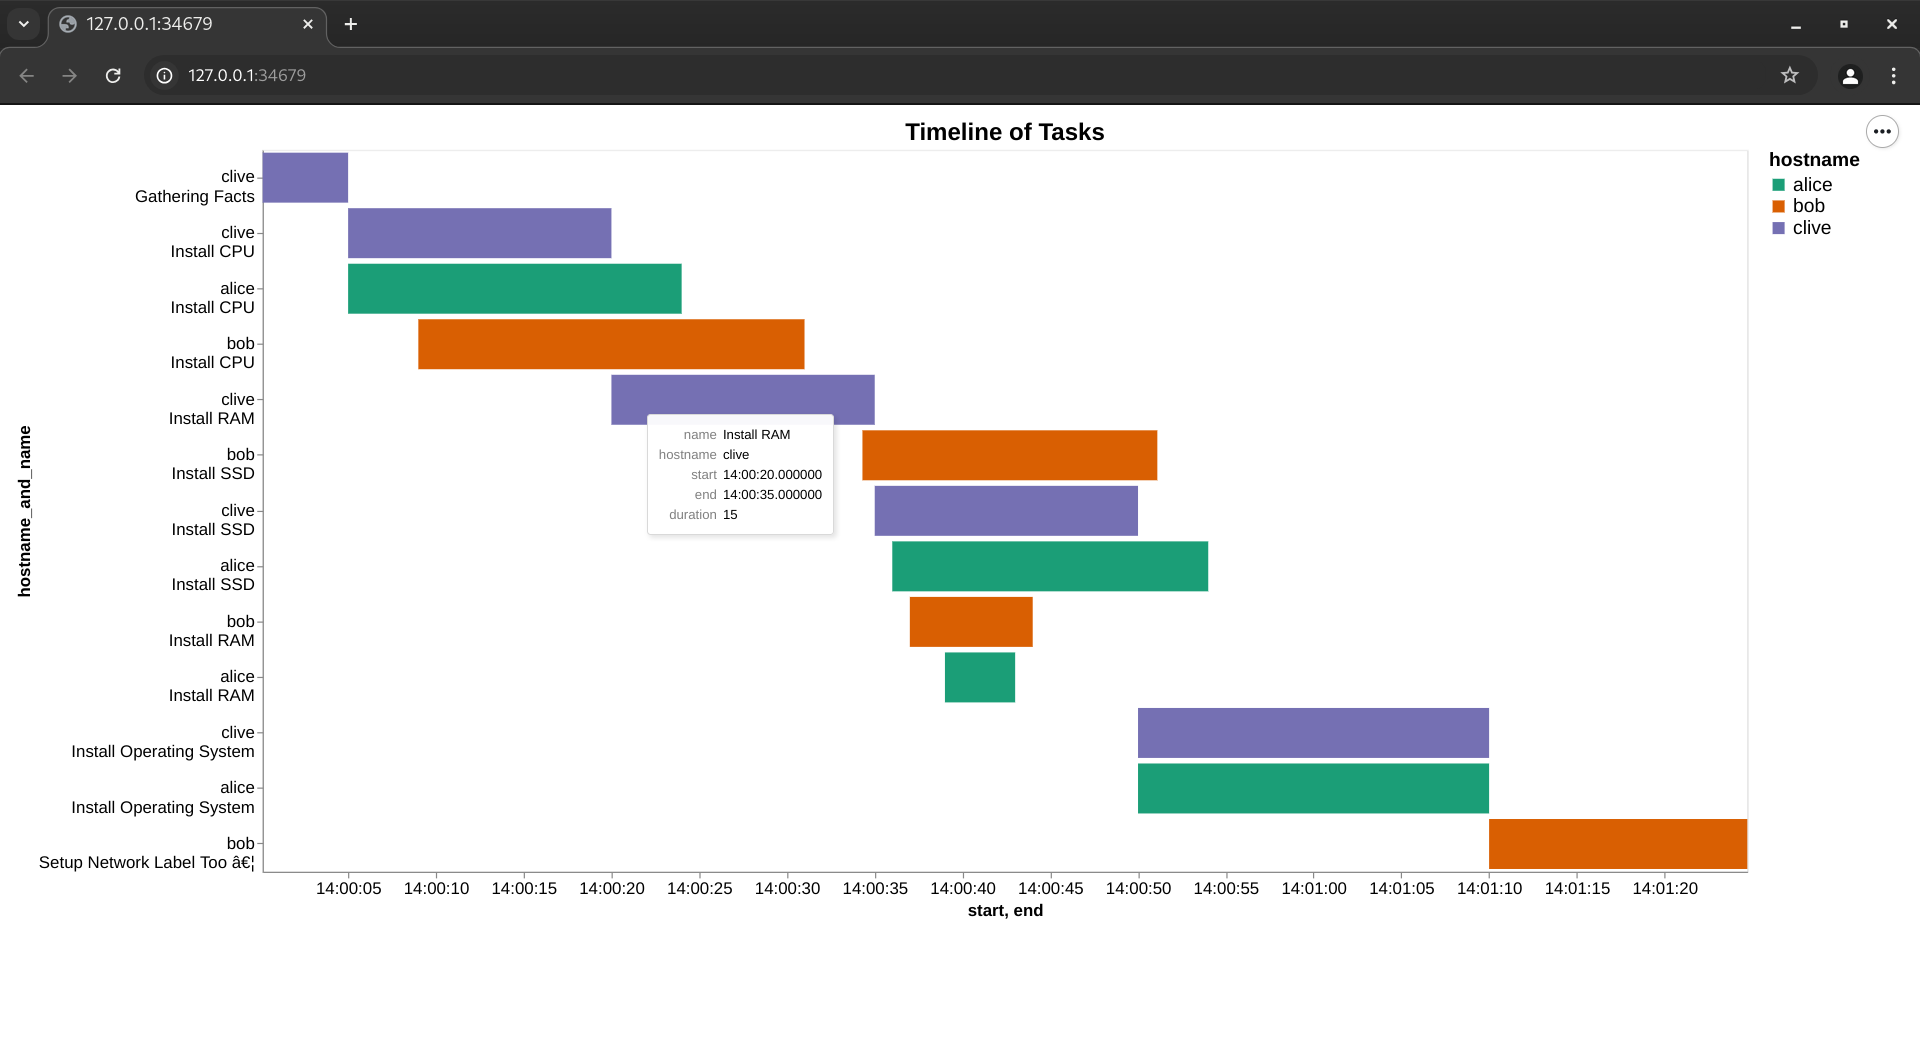 127.0.0.1:34679
127.0.0.1:34679
Timeline of Tasks
hostname
alice
bob
clive
hostname_and_name
clive
Gathering Facts
clive
Install CPU
alice
Install CPU
bob
Install CPU
clive
Install RAM
bob
Install SSD
clive
Install SSD
alice
Install SSD
bob
Install RAM
alice
Install RAM
clive
Install Operating System
alice
Install Operating System
bob
Setup Network Label Too â€¦
name Install RAM
hostname clive
start 14:00:20.000000
end 14:00:35.000000
duration 15
14:00:05 14:00:10 14:00:15 14:00:20 14:00:25 14:00:30 14:00:35 14:00:40 14:00:45 14:00:50 14:00:55 14:01:00 14:01:05 14:01:10 14:01:15 14:01:20
start, end